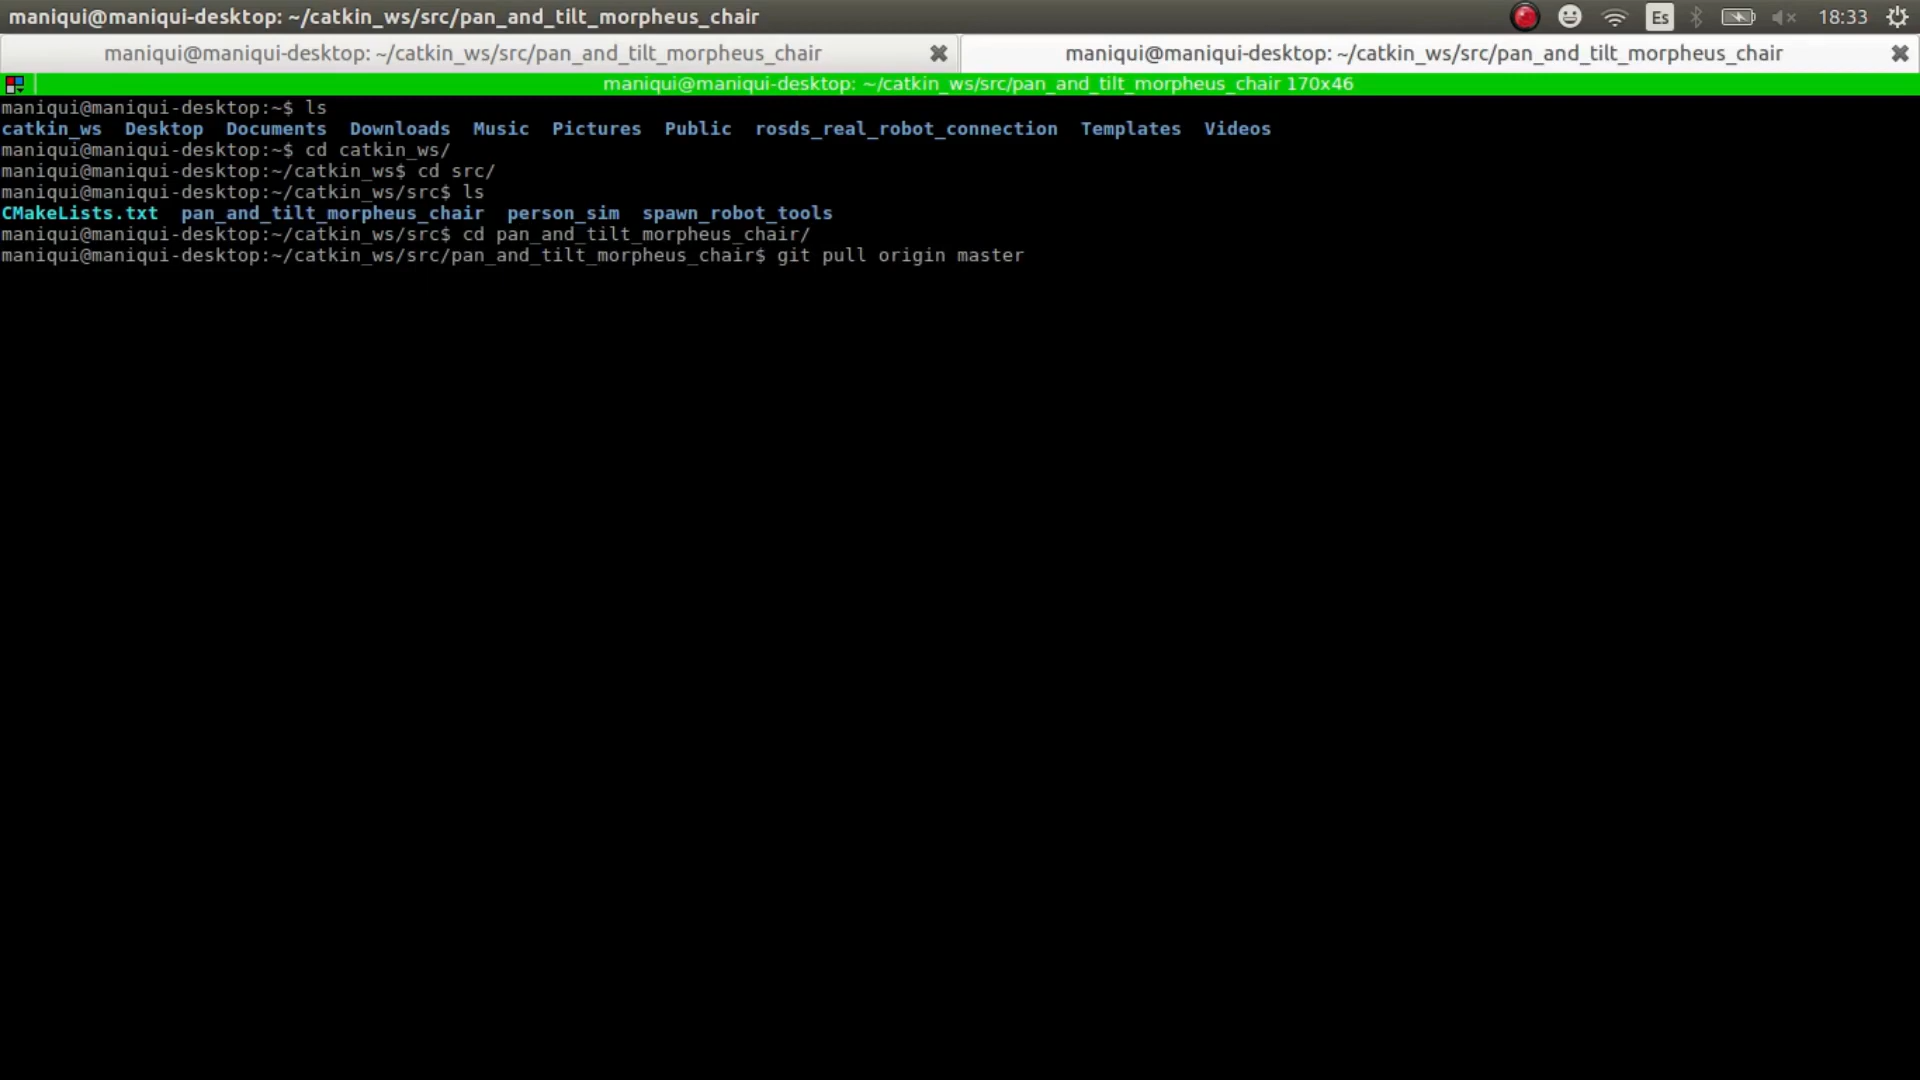 maniqui@maniqui-desktop: ~/catkin_ws/src/pan_and_tilt_morpheus_chair
Es
18:33
maniqui@maniqui-desktop: ~/catkin_ws/src/pan_and_tilt_morpheus_chair
maniqui@maniqui-desktop: ~/catkin_ws/src/pan_and_tilt_morpheus_chair
maniqui@maniqui-desktop: ~/catkin_ws/src/pan_and_tilt_morpheus_chair 170x46
maniqui@maniqui-desktop:~$ ls
catkin_ws  Desktop  Documents  Downloads  Music  Pictures  Public  rosds_real_robot_connection  Templates  Videos
maniqui@maniqui-desktop:~$ cd catkin_ws/
maniqui@maniqui-desktop:~/catkin_ws$ cd src/
maniqui@maniqui-desktop:~/catkin_ws/src$ ls
CMakeLists.txt  pan_and_tilt_morpheus_chair  person_sim  spawn_robot_tools
maniqui@maniqui-desktop:~/catkin_ws/src$ cd pan_and_tilt_morpheus_chair/
maniqui@maniqui-desktop:~/catkin_ws/src/pan_and_tilt_morpheus_chair$ git pull origin master